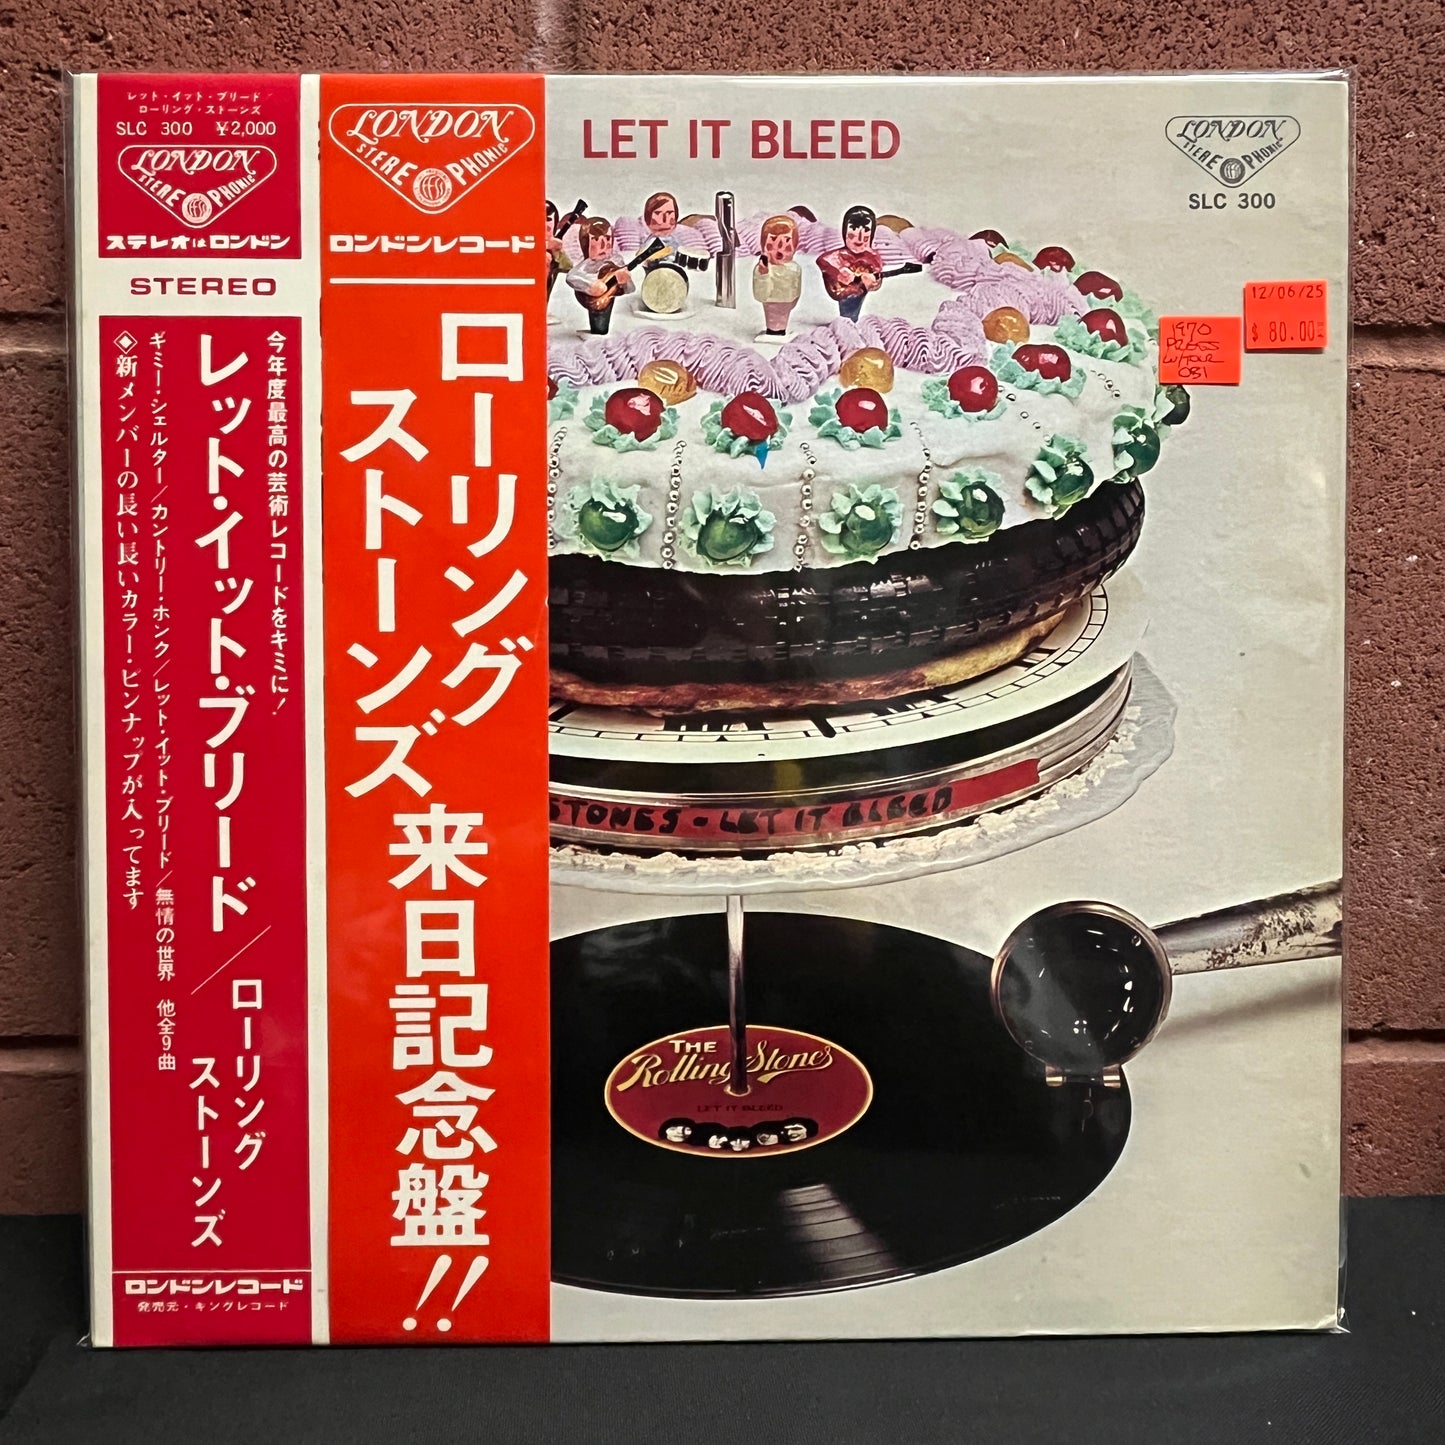 レット・イット・ブリード/
ローリング・ストーンズ
SLC 300 ¥2,000
LONDON
STEREOPHONIC
ステレオはロンドン
STEREO
今年度最高の芸術レコードをキミに!
レット・イット・ブリード/ローリング
ストーンズ
ギミー・シェルター/カントリー・ホンク/レット・イット・ブリード/無情の世界 他全9曲
◈新メンバーの長い長いカラー・ピンナップが入ってます
ロンドンレコード
発売元・キングレコード
LONDON
STEREOPHONIC
ロンドンレコード
ローリング
ストーンズ
来日記念盤!!
LET IT BLEED
LONDON
STEREOPHONIC
SLC 300
12/06/25
$ 80.00
1970
PRESS
W/FOUR
OBI
STONES - LET IT BLEED
THE
Rolling Stones
LET IT BLEED